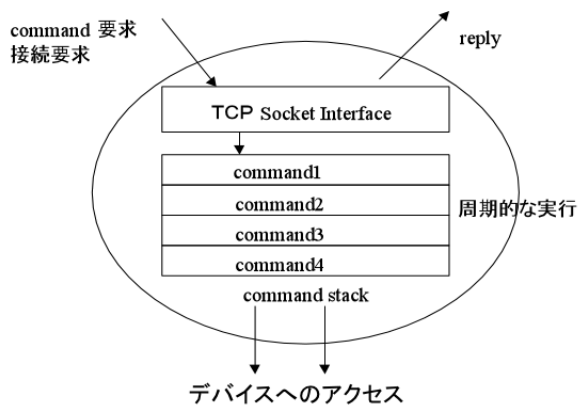 command 要求
接続要求
reply
TCP Socket Interface
command1
command2
command3
command4
周期的な実行
command stack
デバイスへのアクセス